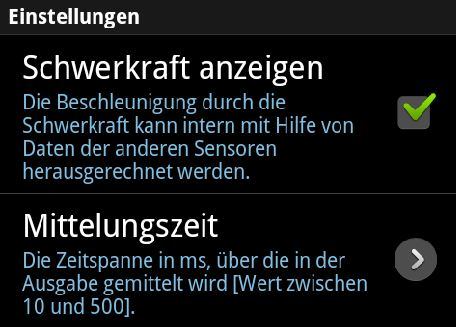 Einstellungen
Schwerkraft anzeigen
Die Beschleunigung durch die
Schwerkraft kann intern mit Hilfe von
Daten der anderen Sensoren
herausgerechnet werden.
Mittelungszeit
Die Zeitspanne in ms, über die in der
Ausgabe gemittelt wird [Wert zwischen
10 und 500].